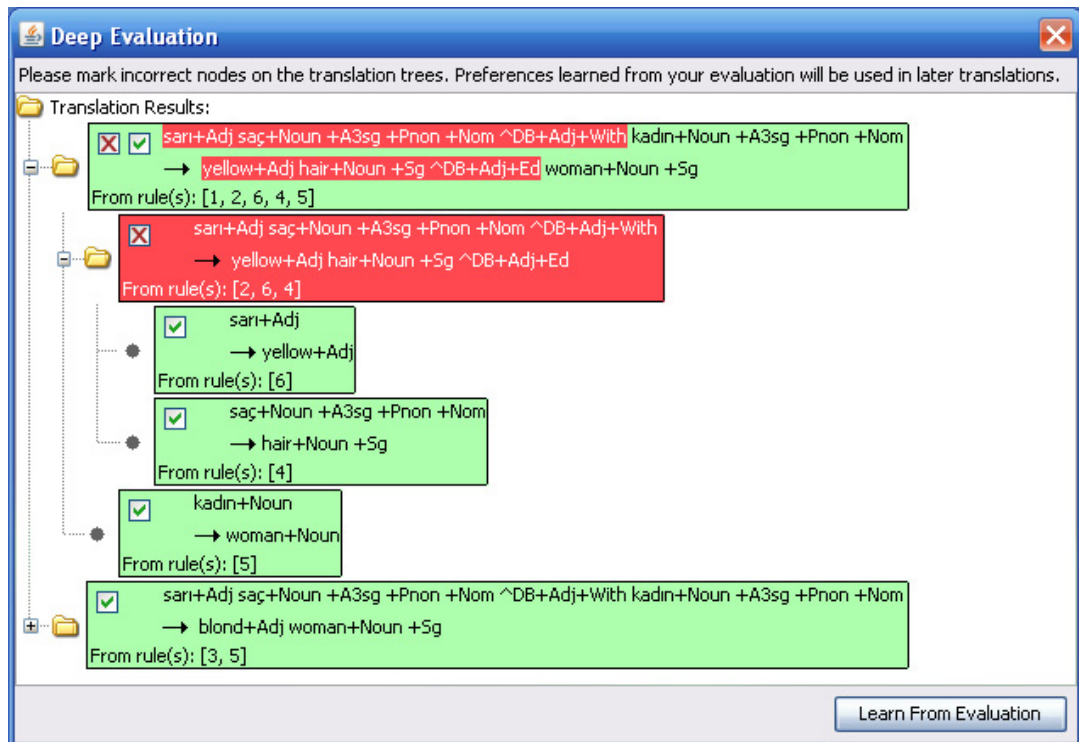 Deep Evaluation
Please mark incorrect nodes on the translation trees. Preferences learned from your evaluation will be used in later translations.
Translation Results:
sarı+Adj saç+Noun +A3sg +Pnon +Nom ^DB+Adj+With kadın+Noun +A3sg +Pnon +Nom
→ yellow+Adj hair+Noun +Sg ^DB+Adj+Ed woman+Noun +Sg
From rule(s): [1, 2, 6, 4, 5]
sarı+Adj saç+Noun +A3sg +Pnon +Nom ^DB+Adj+With
→ yellow+Adj hair+Noun +Sg ^DB+Adj+Ed
From rule(s): [2, 6, 4]
sarı+Adj
→ yellow+Adj
From rule(s): [6]
saç+Noun +A3sg +Pnon +Nom
→ hair+Noun +Sg
From rule(s): [4]
kadın+Noun
→ woman+Noun
From rule(s): [5]
sarı+Adj saç+Noun +A3sg +Pnon +Nom ^DB+Adj+With kadın+Noun +A3sg +Pnon +Nom
→ blond+Adj woman+Noun +Sg
From rule(s): [3, 5]
Learn From Evaluation